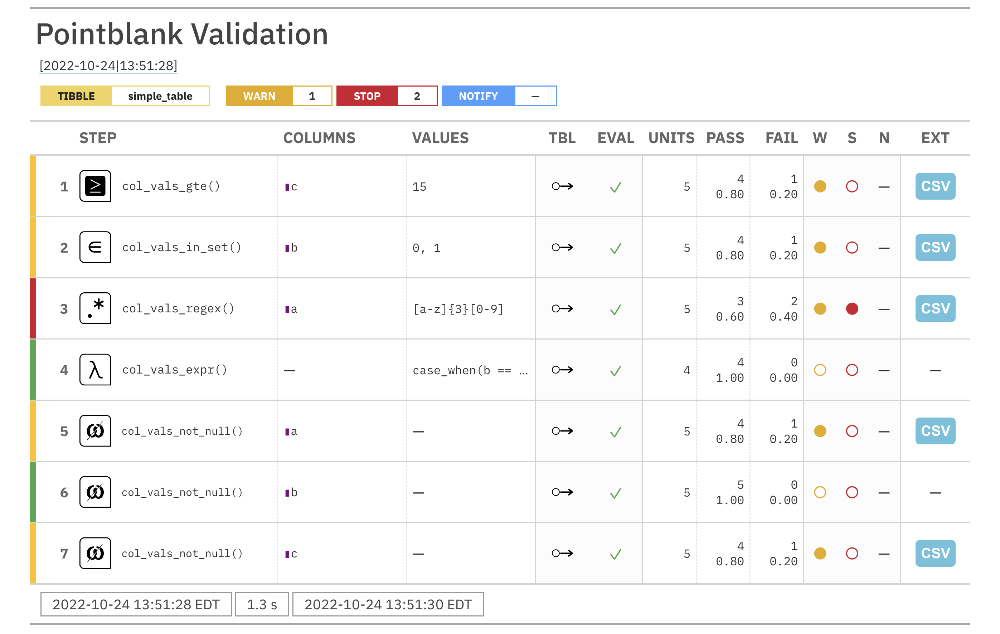 Pointblank Validation
[2022-10-24|13:51:28]
TIBBLE simple_table WARN 1 STOP 2 NOTIFY —
STEP COLUMNS VALUES TBL EVAL UNITS PASS FAIL W S N EXT
1 ≥ col_vals_gte() c 15 ✓ 5 4 0.80 1 0.20 — CSV
2 ∈ col_vals_in_set() b 0, 1 ✓ 5 4 0.80 1 0.20 — CSV
3 .* col_vals_regex() a [a-z]{3}[0-9] ✓ 5 3 0.60 2 0.40 — CSV
4 λ col_vals_expr() — case_when(b == … ✓ 4 4 1.00 0 0.00 — —
5 col_vals_not_null() a — ✓ 5 4 0.80 1 0.20 — CSV
6 col_vals_not_null() b — ✓ 5 5 1.00 0 0.00 — —
7 col_vals_not_null() c — ✓ 5 4 0.80 1 0.20 — CSV
2022-10-24 13:51:28 EDT 1.3 s 2022-10-24 13:51:30 EDT